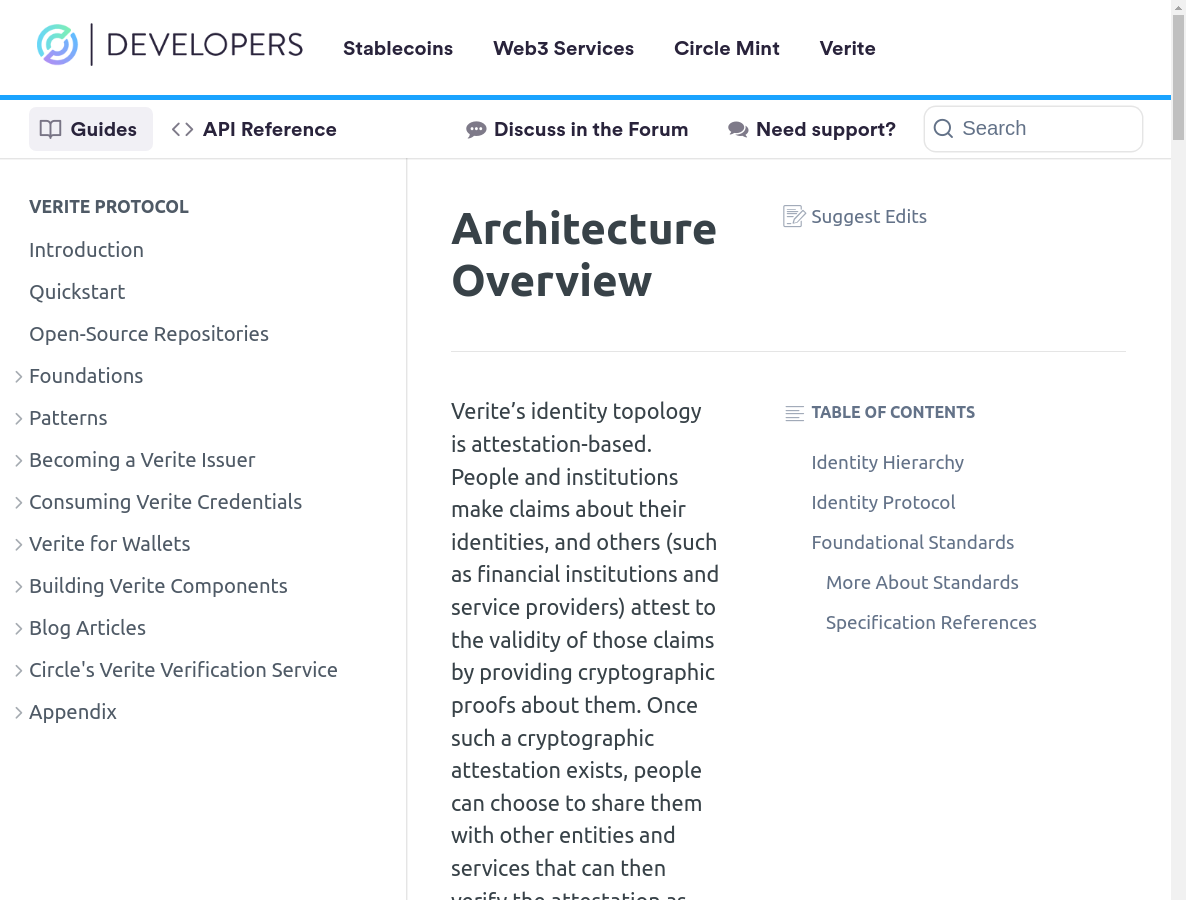 DEVELOPERS
Stablecoins
Web3 Services
Circle Mint
Verite
Guides
API Reference
Discuss in the Forum
Need support?
Search
VERITE PROTOCOL
Introduction
Quickstart
Open-Source Repositories
Foundations
Patterns
Becoming a Verite Issuer
Consuming Verite Credentials
Verite for Wallets
Building Verite Components
Blog Articles
Circle's Verite Verification Service
Appendix
Architecture
Overview
Suggest Edits
Verite’s identity topology
is attestation-based.
People and institutions
make claims about their
identities, and others (such
as financial institutions and
service providers) attest to
the validity of those claims
by providing cryptographic
proofs about them. Once
such a cryptographic
attestation exists, people
can choose to share them
with other entities and
services that can then
verify the attestation as
TABLE OF CONTENTS
Identity Hierarchy
Identity Protocol
Foundational Standards
More About Standards
Specification References